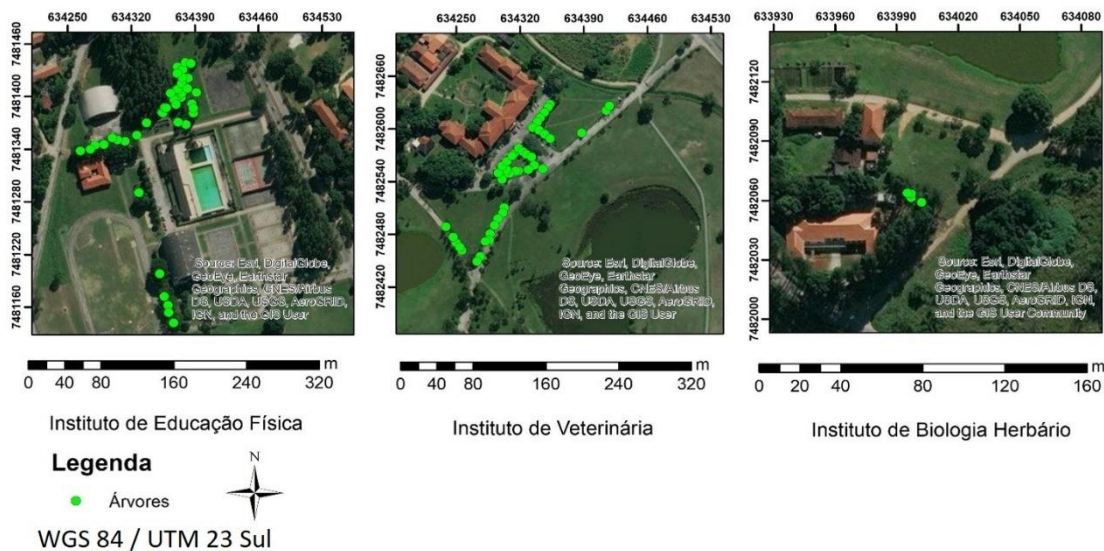 634250 634320 634390 634460 634530
7481460
7481400
7481340
7481280
7481220
7481160
Source: Esri, DigitalGlobe,
GeoEye, Earthstar
Geographics, CNES/Airbus
DS, USDA, USGS, AeroGRID,
IGN, and the GIS User
0 40 80 160 240 320 m
Instituto de Educação Física
634250 634320 634390 634460 634530
7482660
7482600
7482540
7482480
7482420
Source: Esri, DigitalGlobe,
GeoEye, Earthstar
Geographics, CNES/Airbus
DS, USDA, USGS, AeroGRID,
IGN, and the GIS User
0 40 80 160 240 320 m
Instituto de Veterinária
633930 633960 633990 634020 634050 634080
7482120
7482090
7482060
7482030
7482000
Source: Esri, DigitalGlobe,
GeoEye, Earthstar
Geographics, CNES/Airbus DS,
USDA, USGS, AeroGRID, IGN,
and the GIS User Community
0 20 40 80 120 160 m
Instituto de Biologia Herbário
Legenda
Árvores
N
WGS 84 / UTM 23 Sul